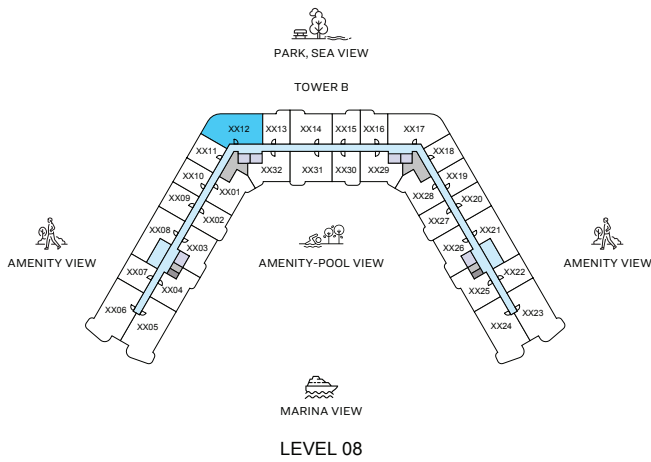 PARK, SEA VIEW
TOWER B
XX12
XX13
XX14
XX15
XX16
XX17
XX11
XX18
XX32
XX31
XX30
XX29
XX10
XX01
XX28
XX19
XX09
XX02
XX27
XX20
XX08
XX03
XX26
XX21
AMENITY VIEW
AMENITY-POOL VIEW
AMENITY VIEW
XX07
XX04
XX25
XX22
XX06
XX05
XX24
XX23
MARINA VIEW
LEVEL 08